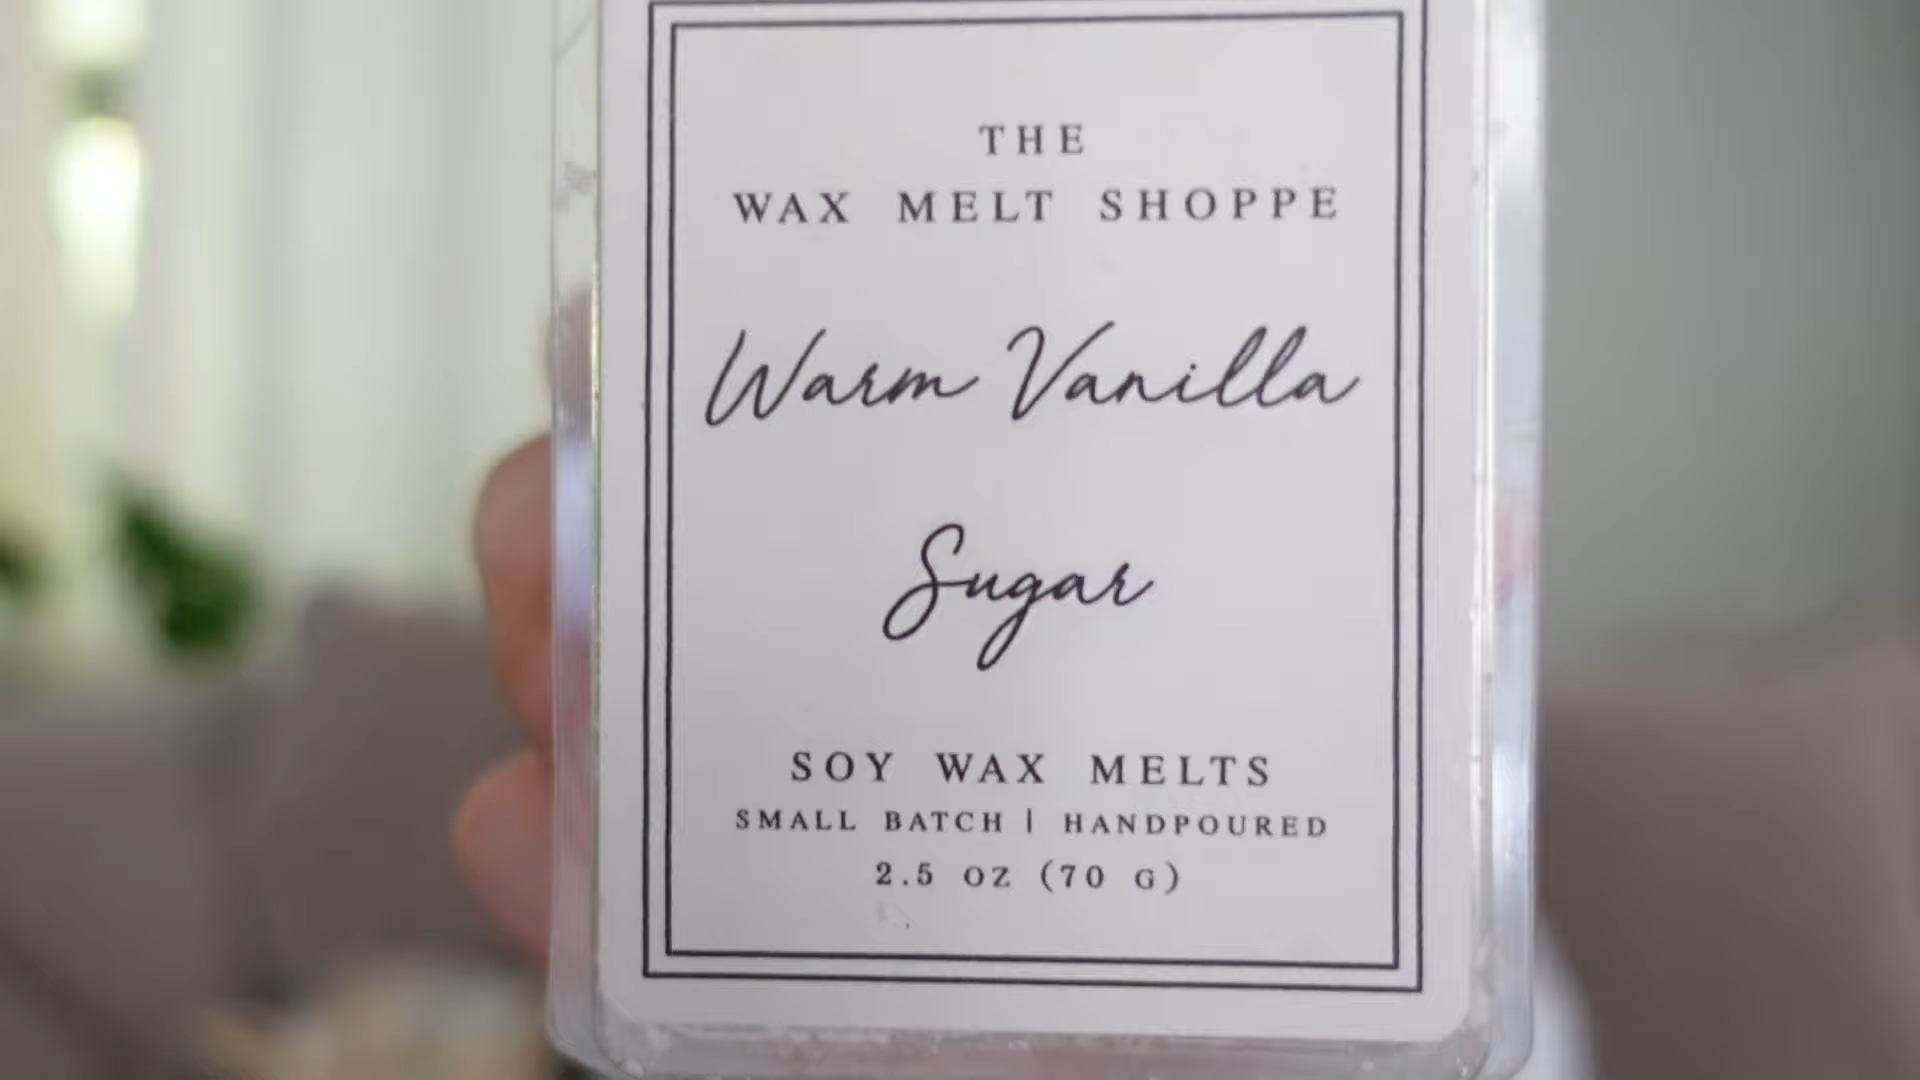 THE
WAX MELT SHOPPE
Warm Vanilla
Sugar
SOY WAX MELTS
SMALL BATCH | HANDPOURED
2.5 OZ (70 G)